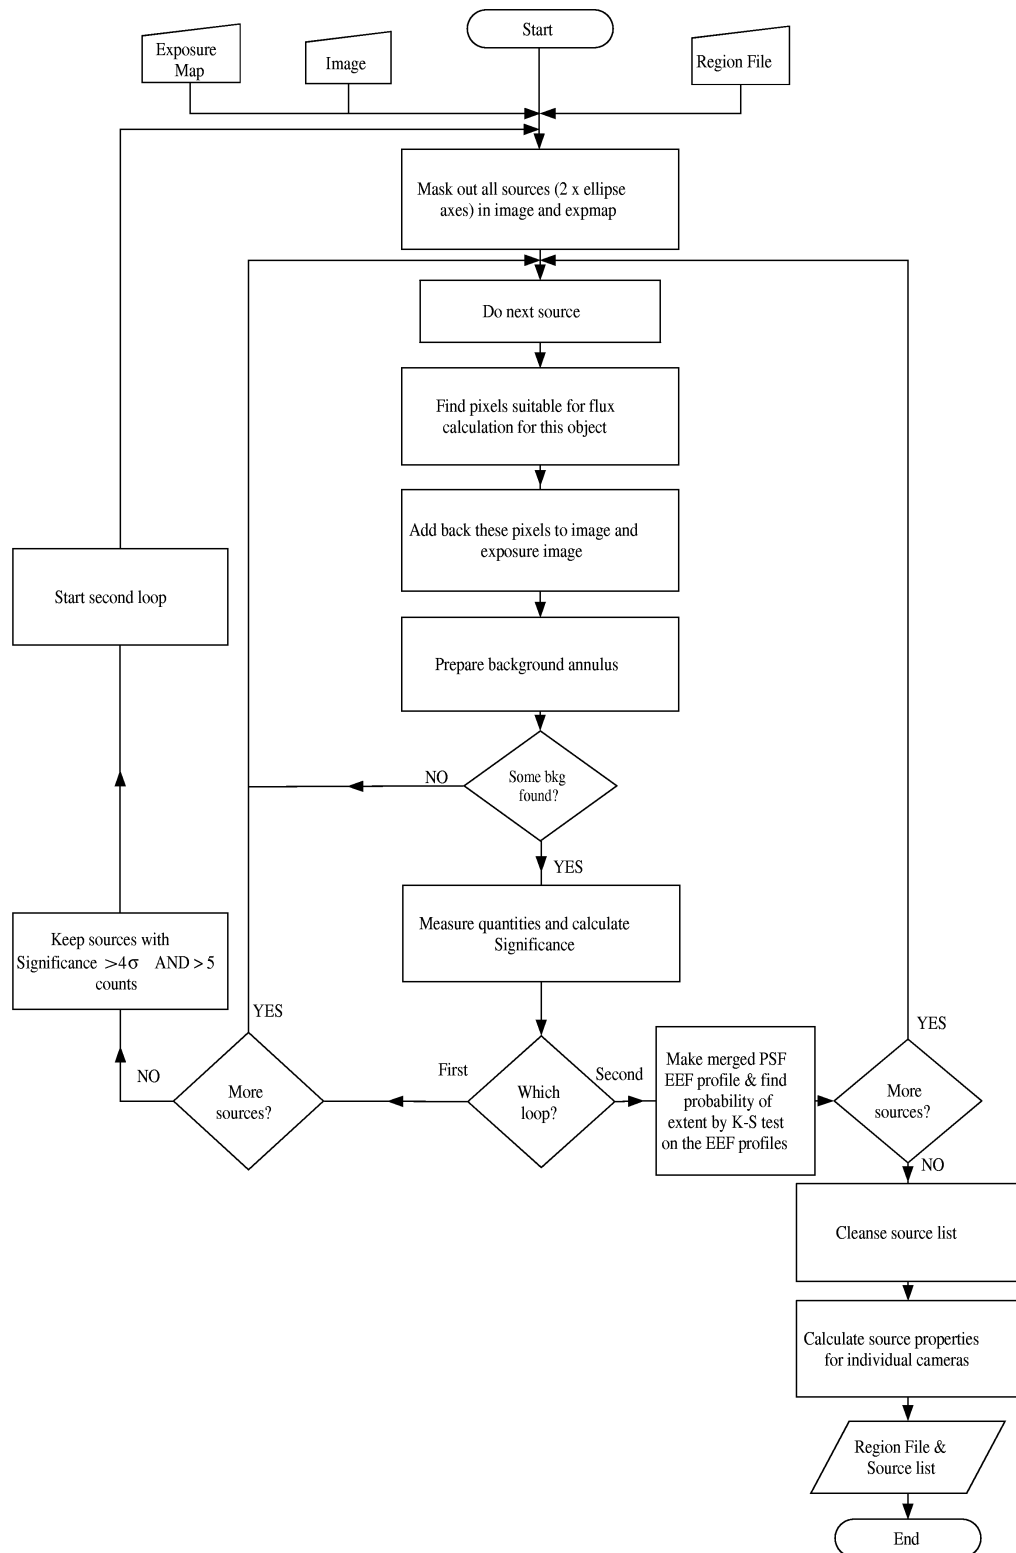 Start
Exposure
Map
Image
Region File
Mask out all sources (2 x ellipse
axes) in image and expmap
Do next source
Find pixels suitable for flux
calculation for this object
Add back these pixels to image and
exposure image
Start second loop
Prepare background annulus
Some bkg
found?
NO
YES
Measure quantities and calculate
Significance
Keep sources with
Significance >4σ AND > 5
counts
YES
NO
More
sources?
First
Which
loop?
Second
Make merged PSF
EEF profile & find
probability of
extent by K-S test
on the EEF profiles
YES
More
sources?
NO
Cleanse source list
Calculate source properties
for individual cameras
Region File &
Source list
End